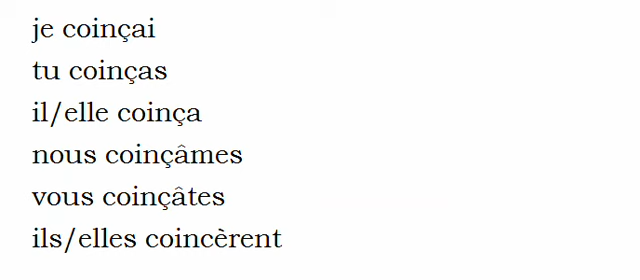 je coinçai
tu coinças
il/elle coinça
nous coinçâmes
vous coinçâtes
ils/elles coincèrent